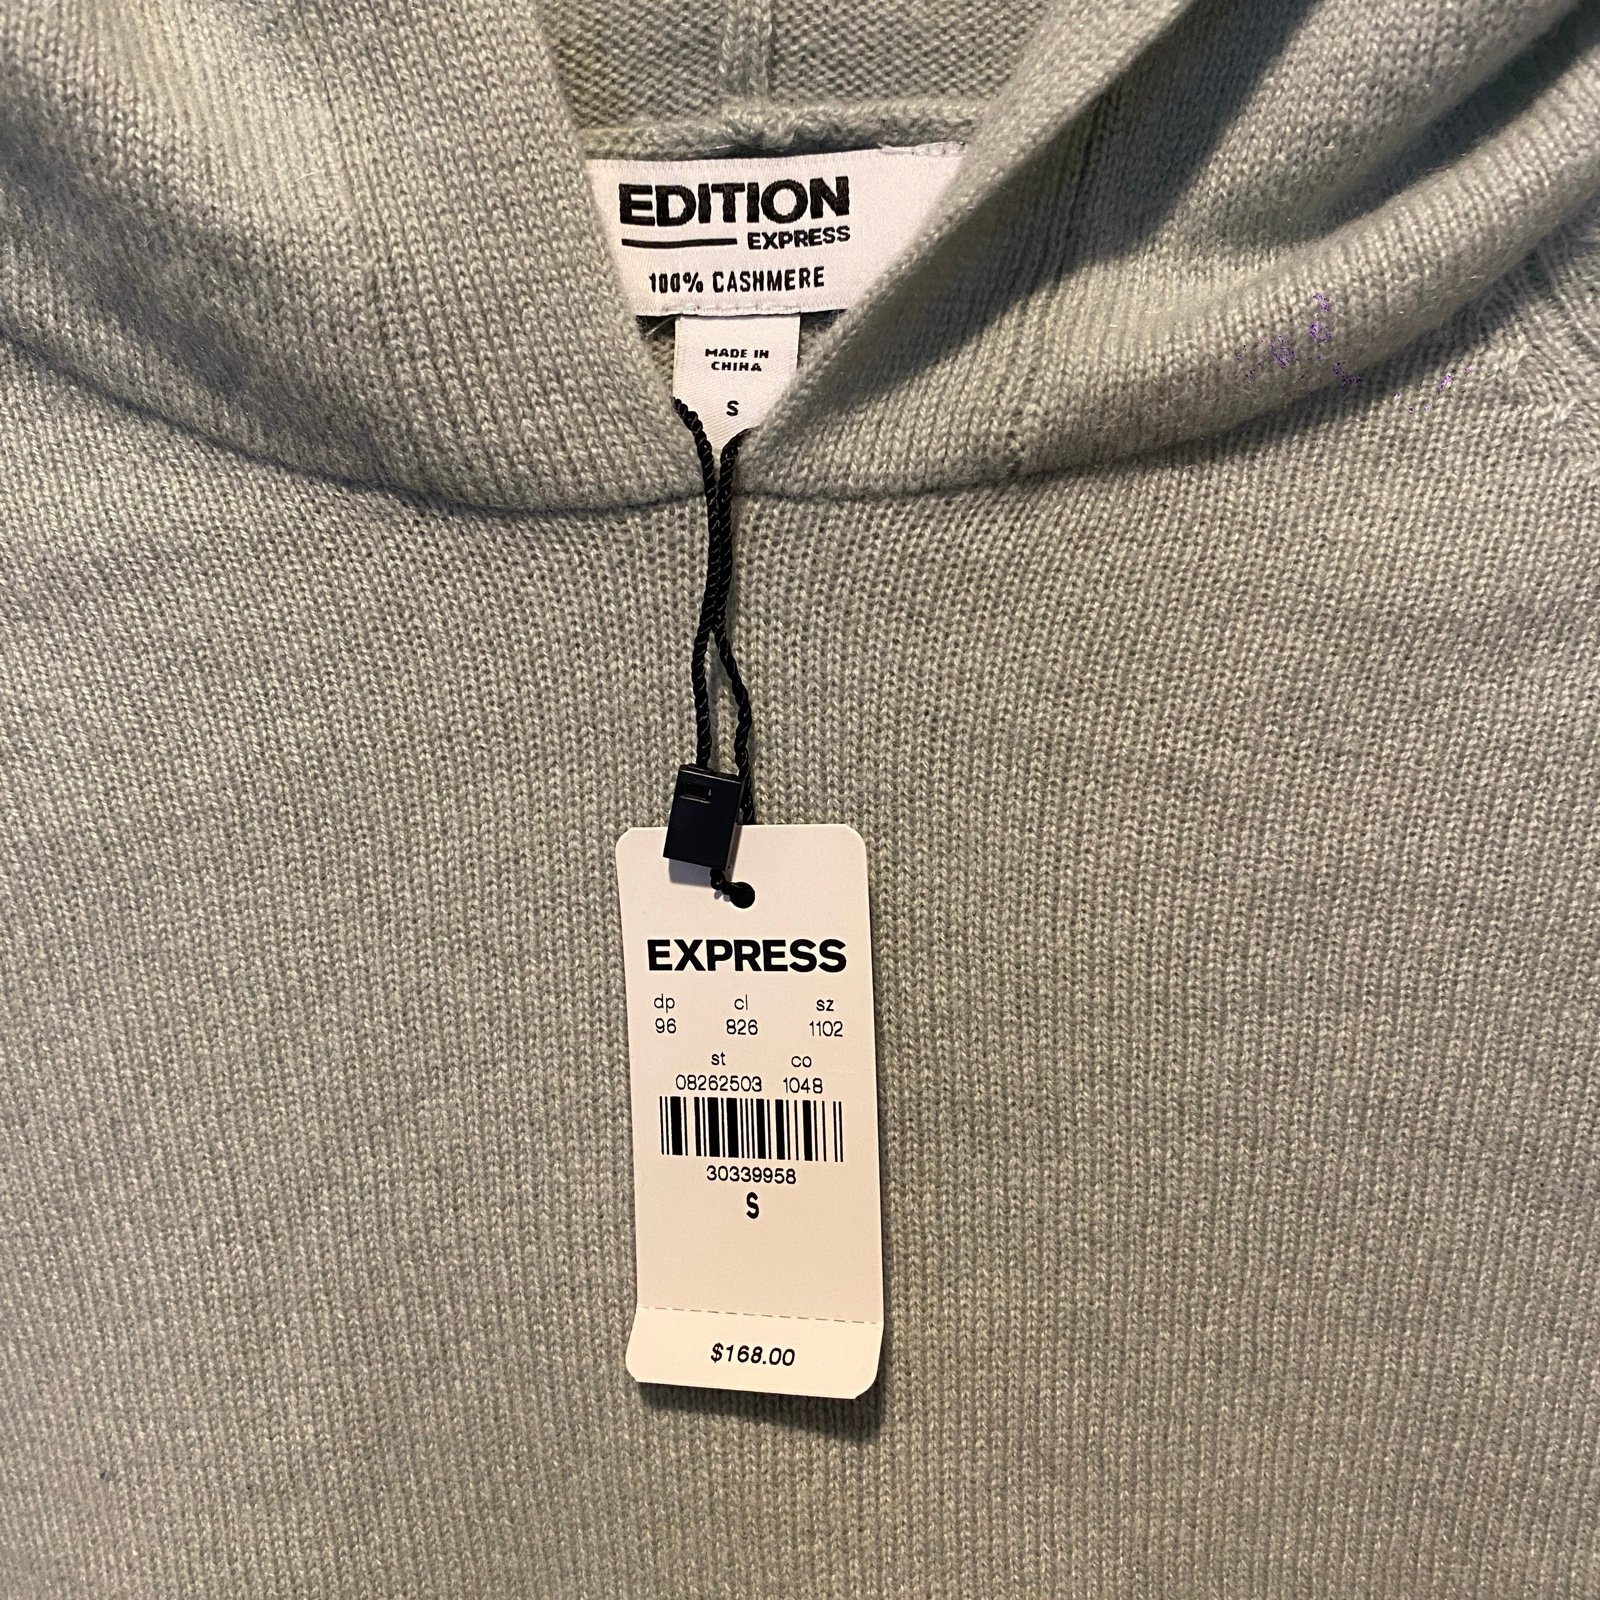 EDITION
EXPRESS
100% CASHMERE
MADE IN
CHINA
S
EXPRESS
dp cl sz
96 826 1102
st co
08262503 1048
30339958
S
$168.00